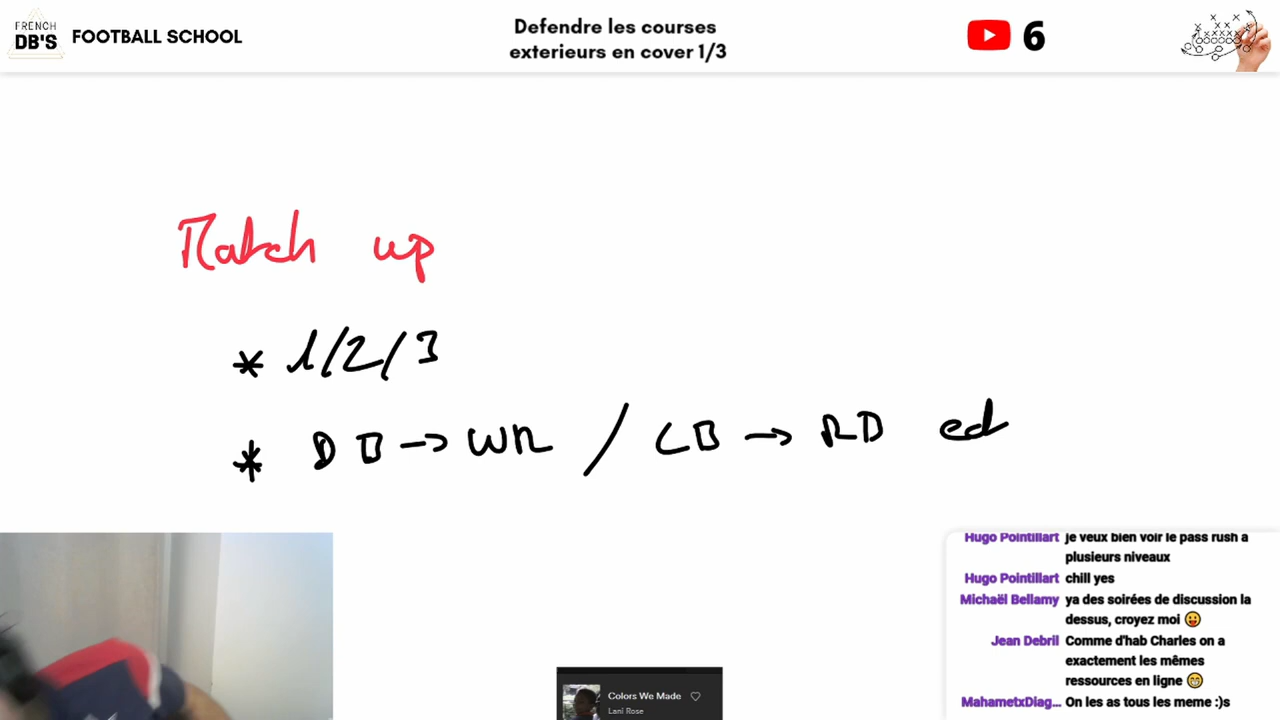 FRENCH
DB'S
FOOTBALL SCHOOL
Defendre les courses
exterieurs en cover 1/3
6
Match up
* 1/2/3
* DB → WR / LB → RB ed
Hugo Pointillart je veux bien voir le pass rush a
plusieurs niveaux
Hugo Pointillart chill yes
Michaël Bellamy ya des soirées de discussion la
dessus, croyez moi 😛
Jean Debril Comme d'hab Charles on a
exactement les mêmes
ressources en ligne 😁
MahametxDiag... On les as tous les meme :)s
Colors We Made
Lani Rose